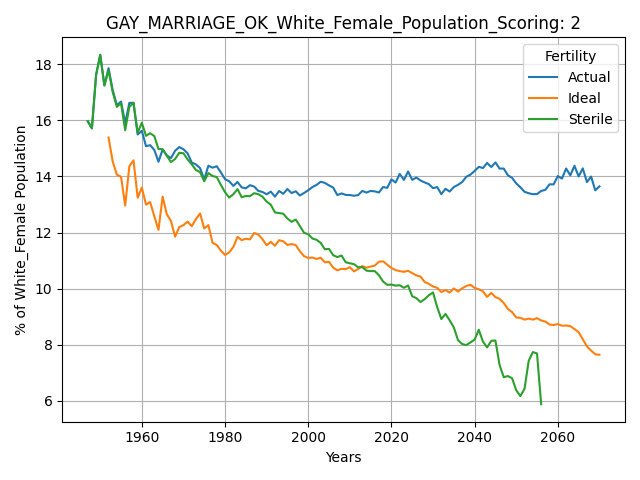 GAY_MARRIAGE_OK_White_Female_Population_Scoring: 2
% of White_Female Population
18
16
14
12
10
8
6
Fertility
Actual
Ideal
Sterile
1960 1980 2000 2020 2040 2060
Years